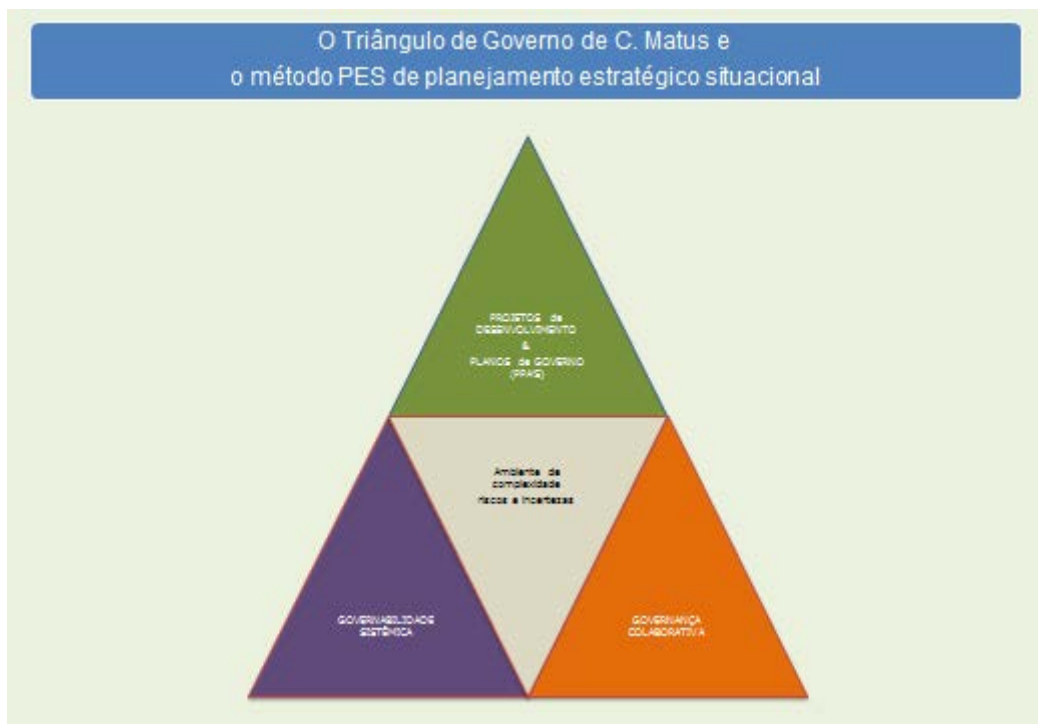 O Triângulo de Governo de C. Matus e
o método PES de planejamento estratégico situacional
PROJETOS de
DESENVOLVIMENTO
&
PLANOS de GOVERNO
(PPAS)
Ambiente de
complexidade
riscos e incertezas
GOVERNABILIDADE
SISTÊMICA
GOVERNANÇA
COLABORATIVA